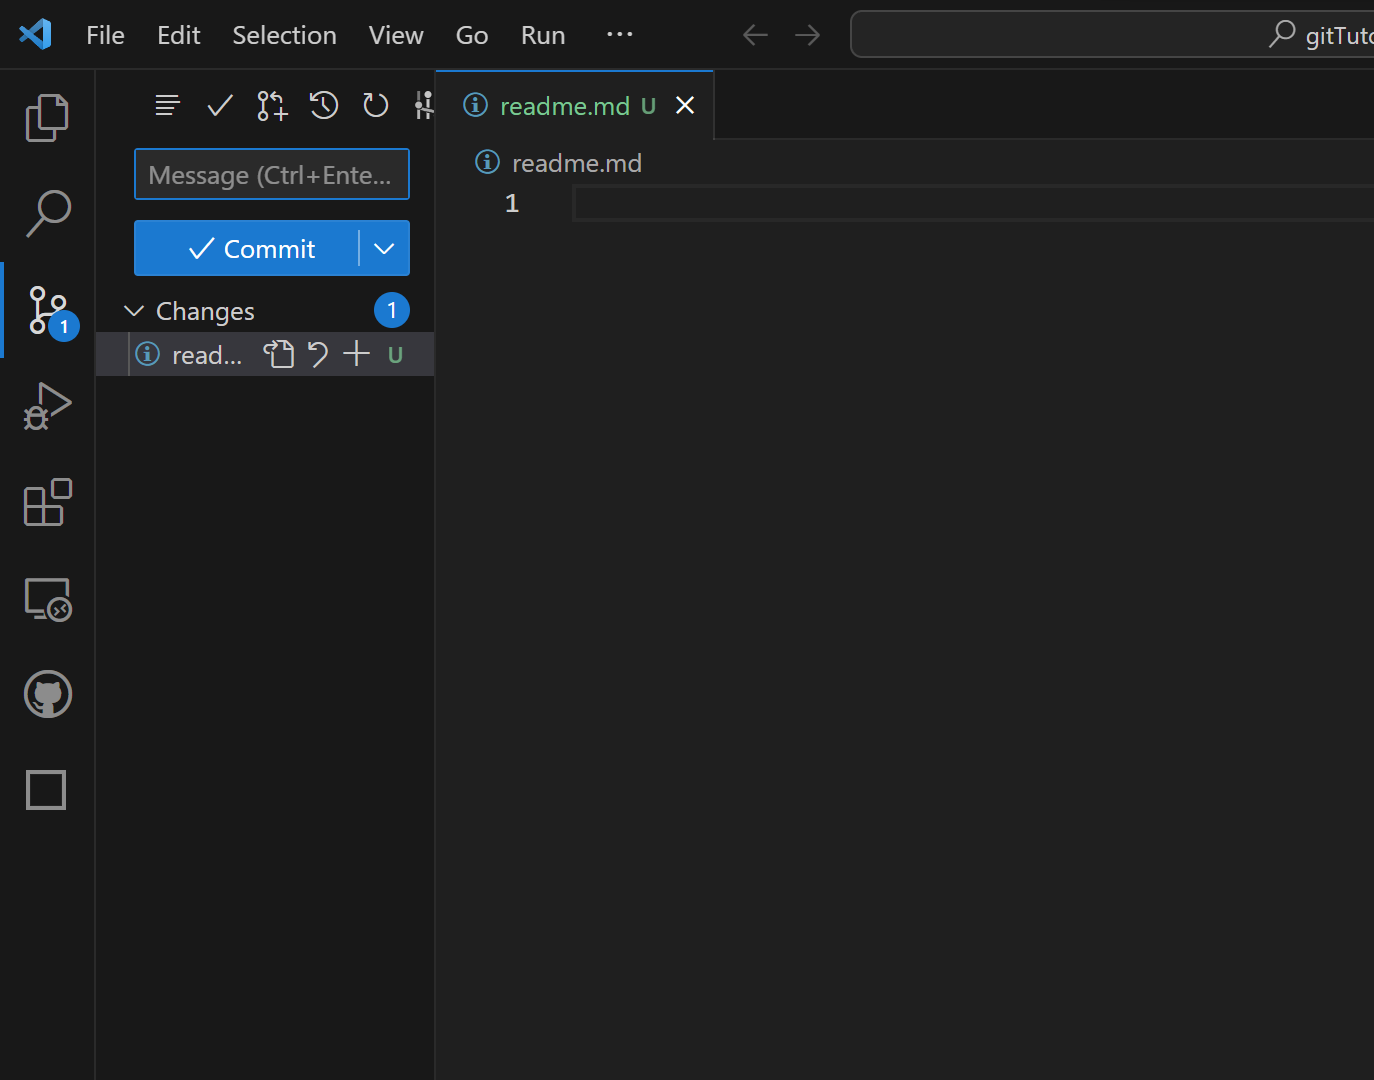 File Edit Selection View Go Run ...
gitTuto
readme.md U
Message (Ctrl+Ente...
Commit
Changes 1
read... U
1
readme.md
1